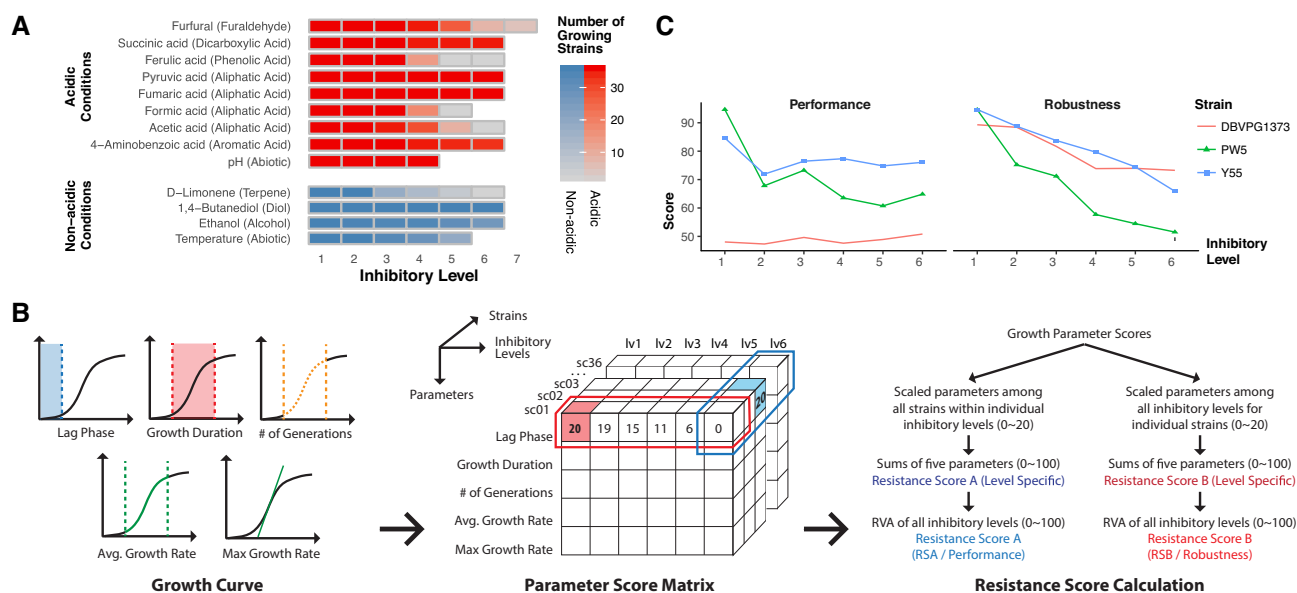 A
Acidic
Conditions
Furfural (Furaldehyde)
Succinic acid (Dicarboxylic Acid)
Ferulic acid (Phenolic Acid)
Pyruvic acid (Aliphatic Acid)
Fumaric acid (Aliphatic Acid)
Formic acid (Aliphatic Acid)
Acetic acid (Aliphatic Acid)
4−Aminobenzoic acid (Aromatic Acid)
pH (Abiotic)
Non−acidic
Conditions
D−Limonene (Terpene)
1,4−Butanediol (Diol)
Ethanol (Alcohol)
Temperature (Abiotic)
1 2 3 4 5 6 7
Inhibitory Level
Number of
Growing
Strains
30
20
10
Non-acidic
Acidic
C
Performance
Robustness
Score
90
80
70
60
50
1 2 3 4 5 6
1 2 3 4 5 6
Inhibitory
Level
Strain
DBVPG1373
PW5
Y55
B
Lag Phase
Growth Duration
# of Generations
Avg. Growth Rate
Max Growth Rate
Growth Curve
Strains
Inhibitory
Levels
Parameters
lv1 lv2 lv3 lv4 lv5 lv6
sc36
...
sc03
sc02
sc01
20 19 15 11 6 0
20
Lag Phase
Growth Duration
# of Generations
Avg. Growth Rate
Max Growth Rate
Parameter Score Matrix
Growth Parameter Scores
Scaled parameters among
all strains within individual
inhibitory levels (0~20)
Sums of five parameters (0~100)
Resistance Score A (Level Specific)
RVA of all inhibitory levels (0~100)
Resistance Score A
(RSA / Performance)
Scaled parameters among
all inhibitory levels for
individual strains (0~20)
Sums of five parameters (0~100)
Resistance Score B (Level Specific)
RVA of all inhibitory levels (0~100)
Resistance Score B
(RSB / Robustness)
Resistance Score Calculation